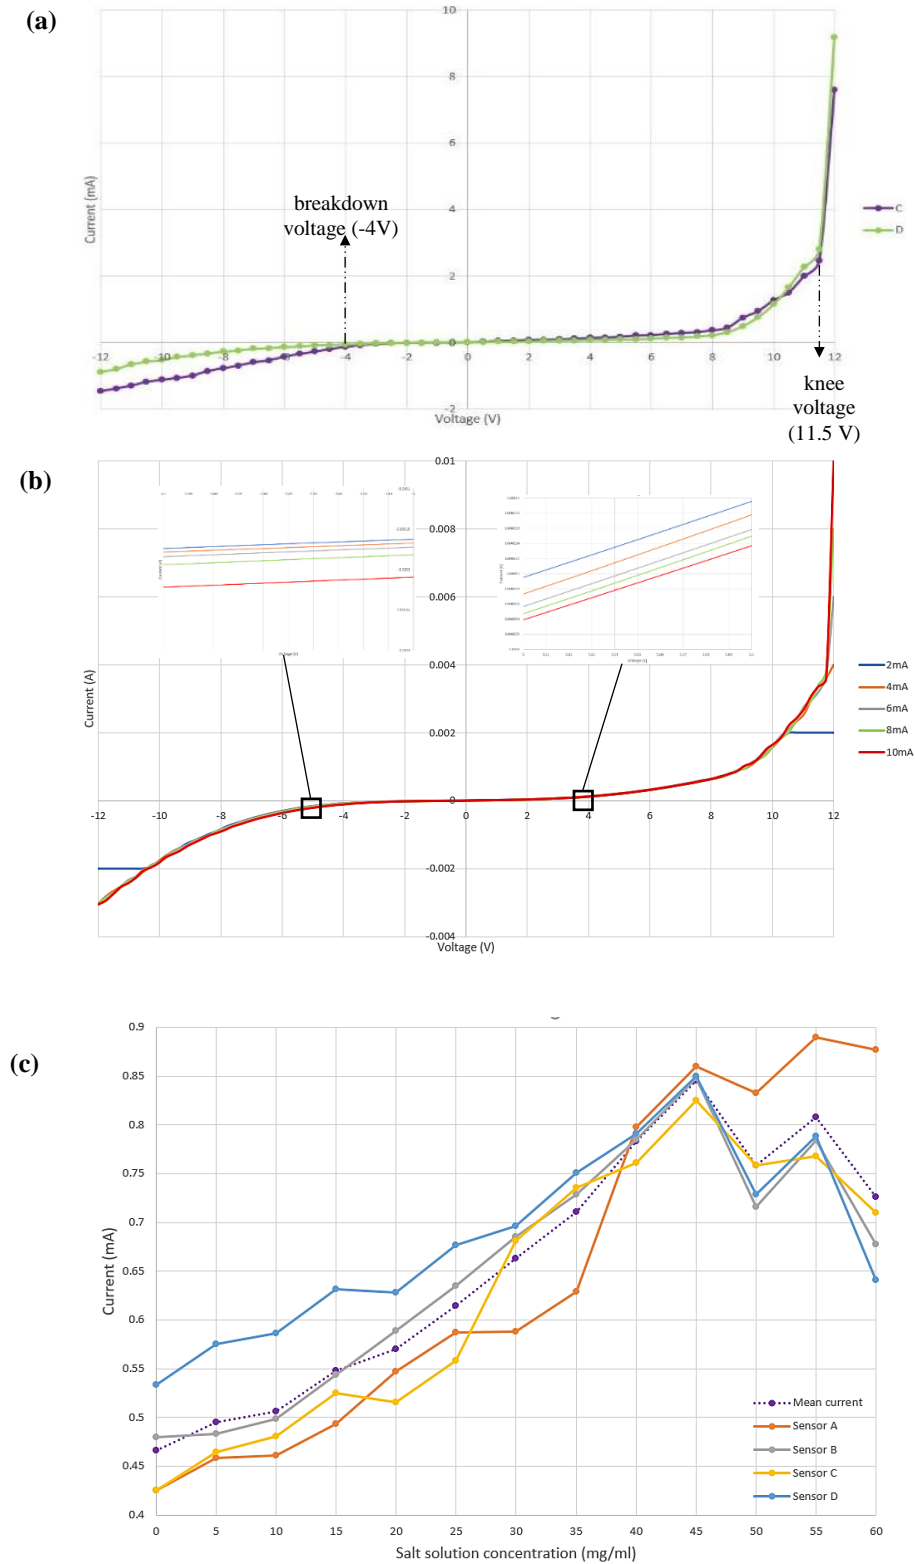 (a)
10
8
6
4
2
0
-2
-12
-10
-8
-6
-4
-2
0
2
4
6
8
10
12
Current (mA)
Voltage (V)
breakdown
voltage (-4V)
knee
voltage
(11.5 V)
C
D
(b)
0.01
0.008
0.006
0.004
0.002
0
-0.002
-0.004
-12
-10
-8
-6
-4
-2
0
2
4
6
8
10
12
Current (A)
Voltage (V)
2mA
4mA
6mA
8mA
10mA
(c)
0.9
0.85
0.8
0.75
0.7
0.65
0.6
0.55
0.5
0.45
0.4
0
5
10
15
20
25
30
35
40
45
50
55
60
Current (mA)
Salt solution concentration (mg/ml)
Mean current
Sensor A
Sensor B
Sensor C
Sensor D